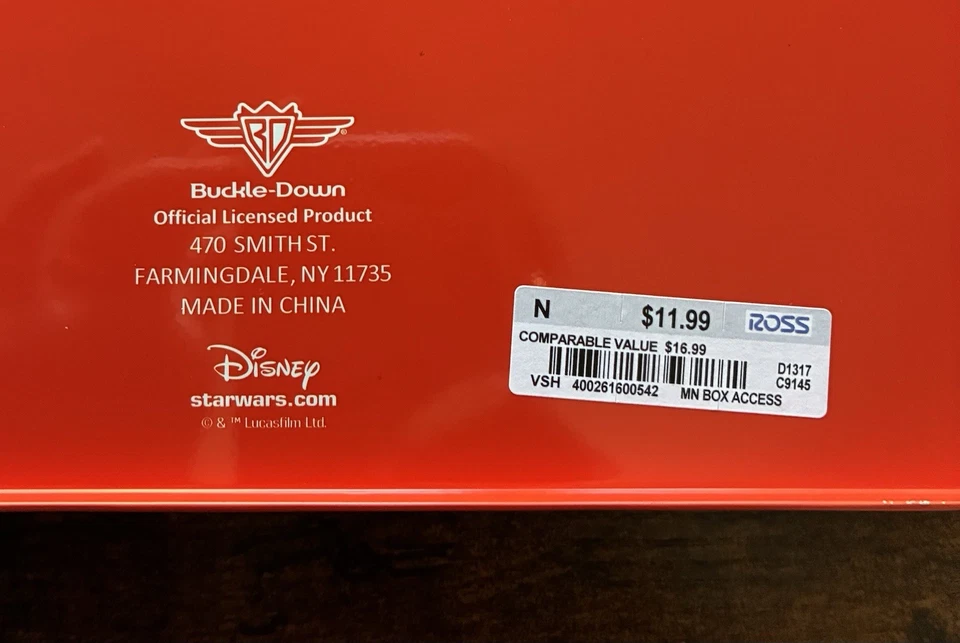 BD®
Buckle-Down
Official Licensed Product
470 SMITH ST.
FARMINGDALE, NY 11735
MADE IN CHINA
Disney
starwars.com
© & ™ Lucasfilm Ltd.
N $11.99 ROSS
COMPARABLE VALUE $16.99
D1317
C9145
VSH 400261600542 MN BOX ACCESS